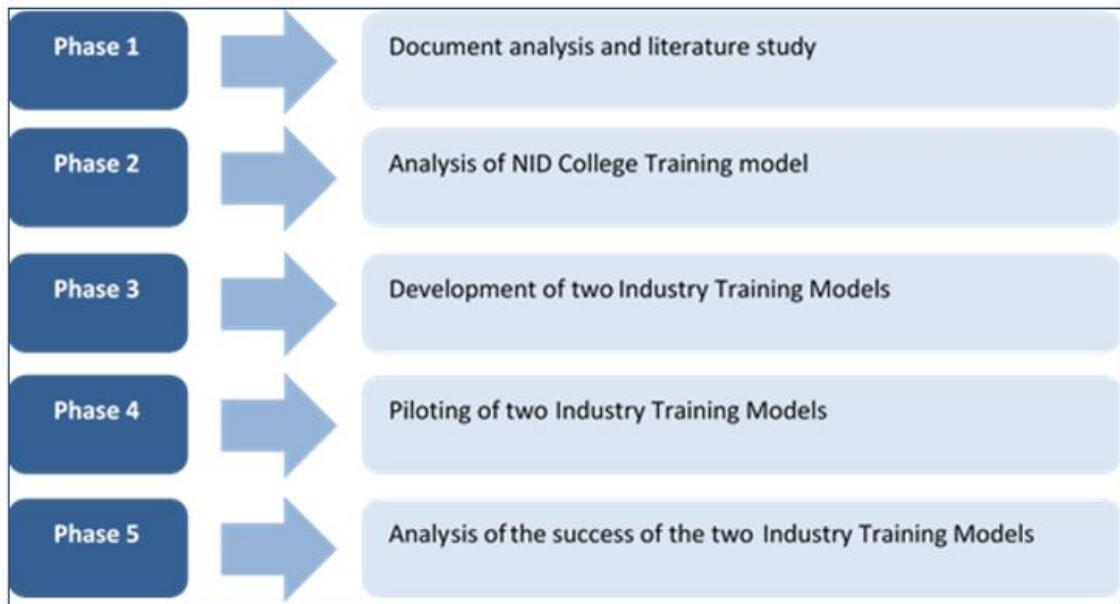 Phase 1
Document analysis and literature study
Phase 2
Analysis of NID College Training model
Phase 3
Development of two Industry Training Models
Phase 4
Piloting of two Industry Training Models
Phase 5
Analysis of the success of the two Industry Training Models